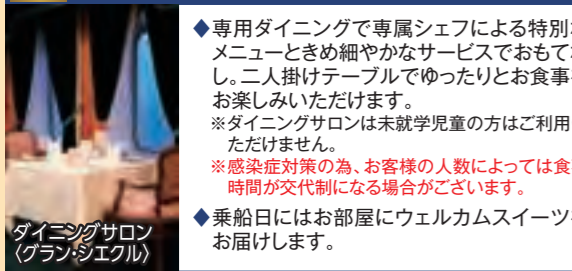 ◆専用ダイニングで専属シェフによる特別
メニューときめ細やかなサービスでおもて
し。二人掛けテーブルでゆったりとお食事
お楽しみいただけます。
※ダイニングサロンは未就学児童の方はご利用
ただけません。
※感染症対策の為、お客様の人数によっては食
時間が交代制になる場合がございます。
◆乗船日にはお部屋にウェルカムスイーツ
お届けします。
ダイニングサロン
〈グラン・シエクル〉